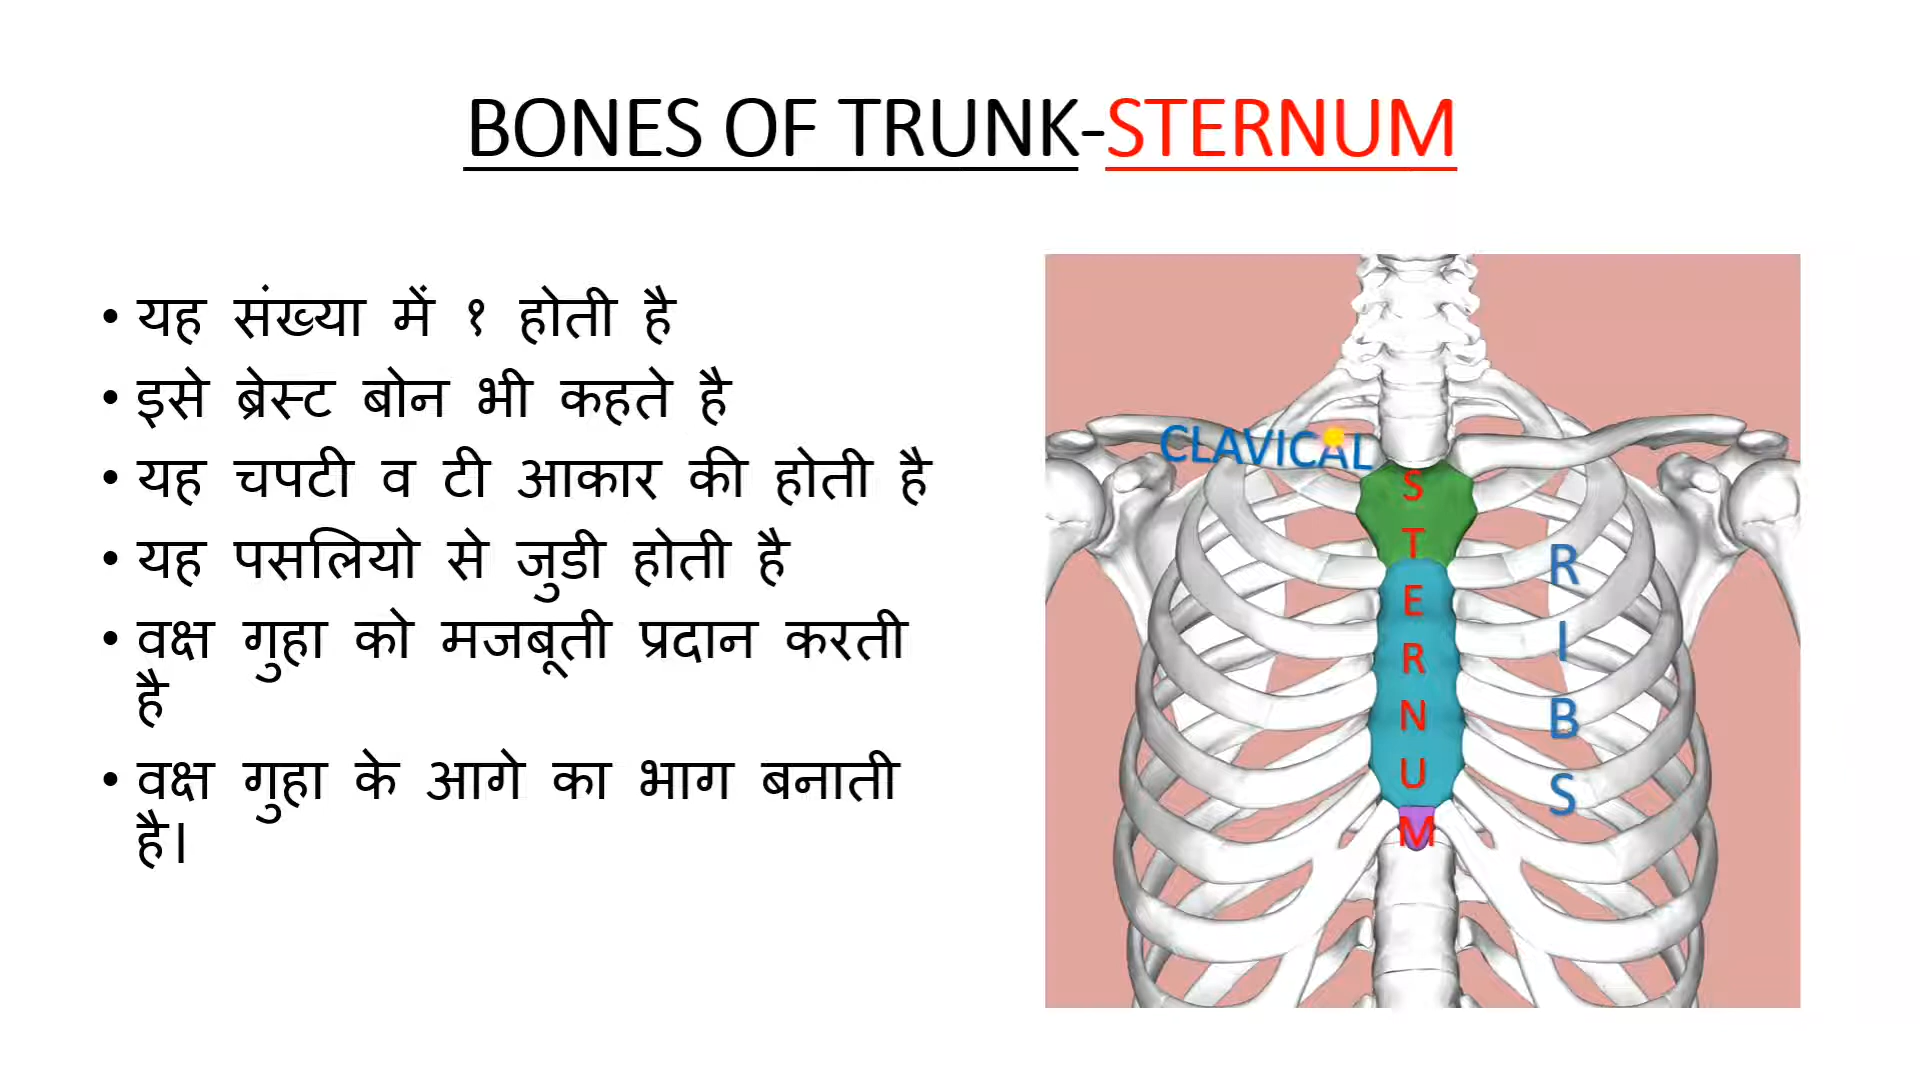 BONES OF TRUNK-STERNUM
• यह संख्या में १ होती है
• इसे ब्रेस्ट बोन भी कहते है
• यह चपटी व टी आकार की होती है
• यह पसलियो से जुडी होती है
• वक्ष गुहा को मजबूती प्रदान करती
है
• वक्ष गुहा के आगे का भाग बनाती
है।
CLAVICAL
STERNUM
RIBS